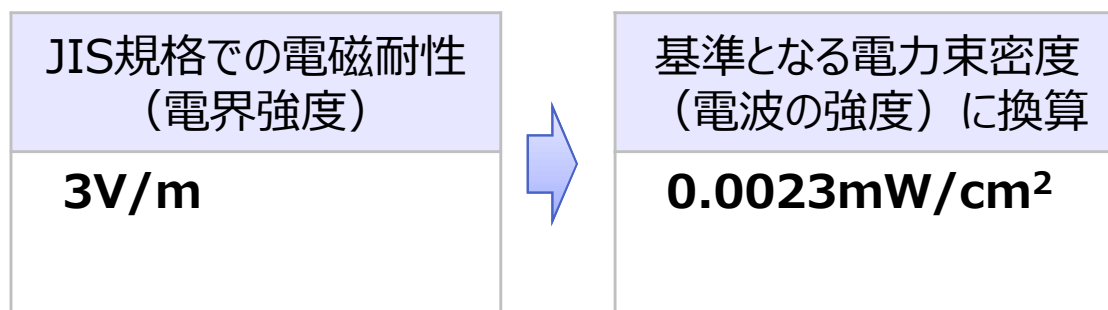 JIS規格での電磁耐性
（電界強度）
3V/m
基準となる電力束密度
（電波の強度）に換算
0.0023mW/cm²